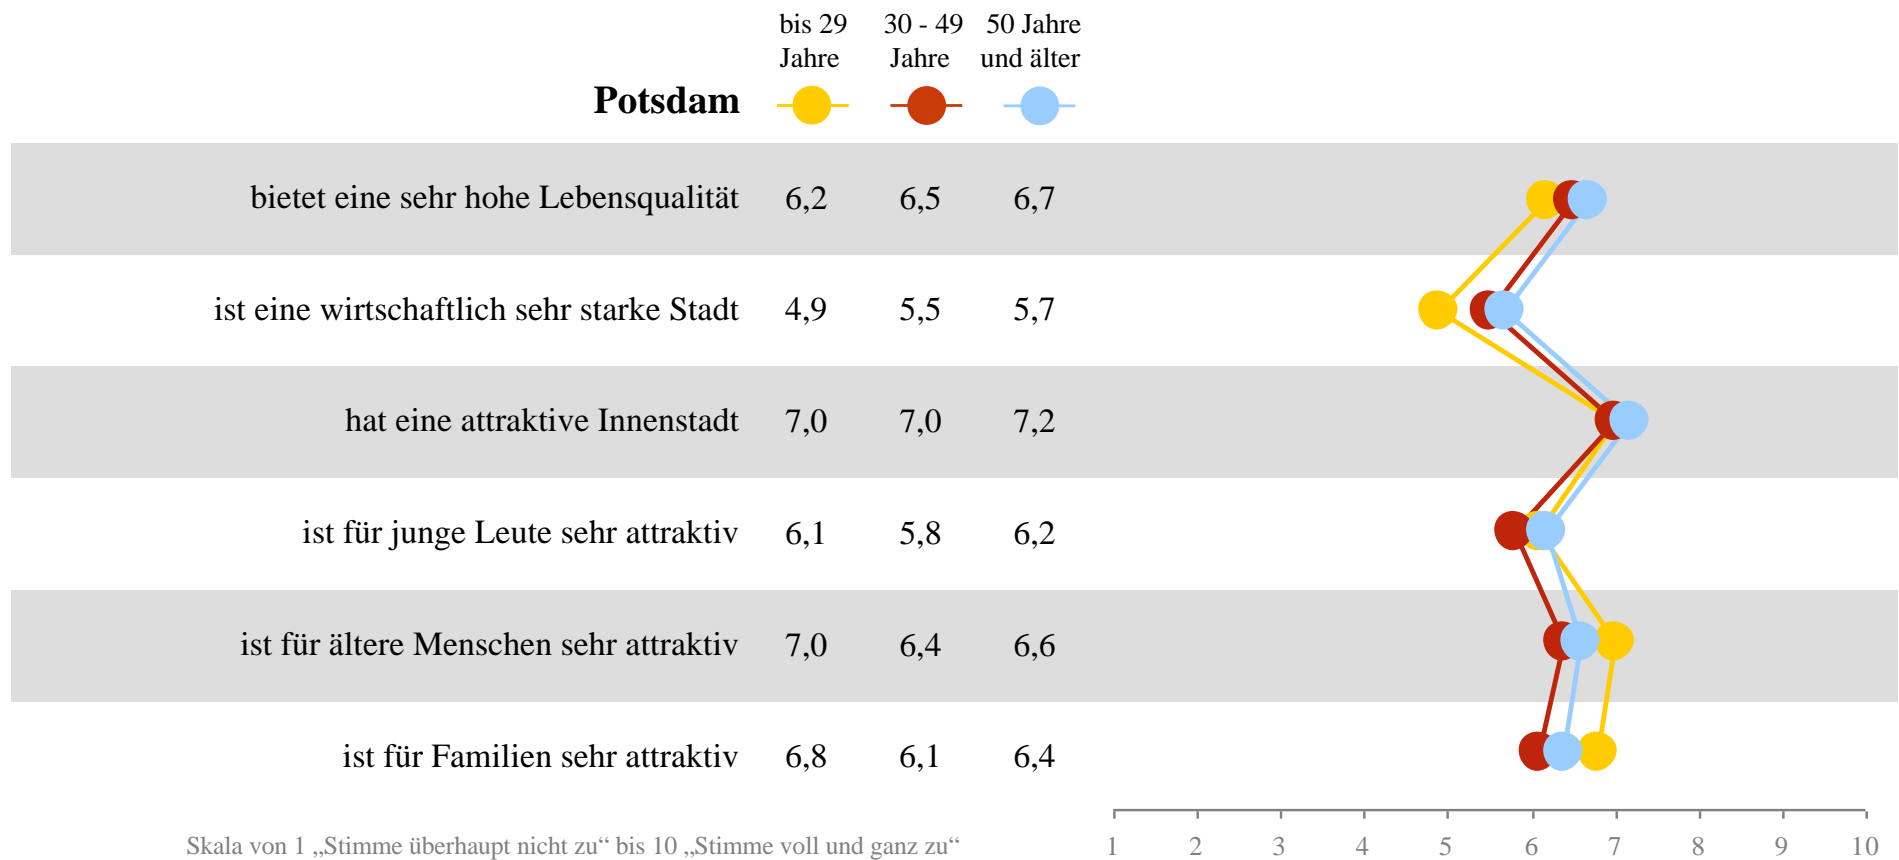 bis 29 30 - 49 50 Jahre
Jahre Jahre und älter
Potsdam
bietet eine sehr hohe Lebensqualität 6,2 6,5 6,7
ist eine wirtschaftlich sehr starke Stadt 4,9 5,5 5,7
hat eine attraktive Innenstadt 7,0 7,0 7,2
ist für junge Leute sehr attraktiv 6,1 5,8 6,2
ist für ältere Menschen sehr attraktiv 7,0 6,4 6,6
ist für Familien sehr attraktiv 6,8 6,1 6,4
Skala von 1 „Stimme überhaupt nicht zu“ bis 10 „Stimme voll und ganz zu“ 1 2 3 4 5 6 7 8 9 10